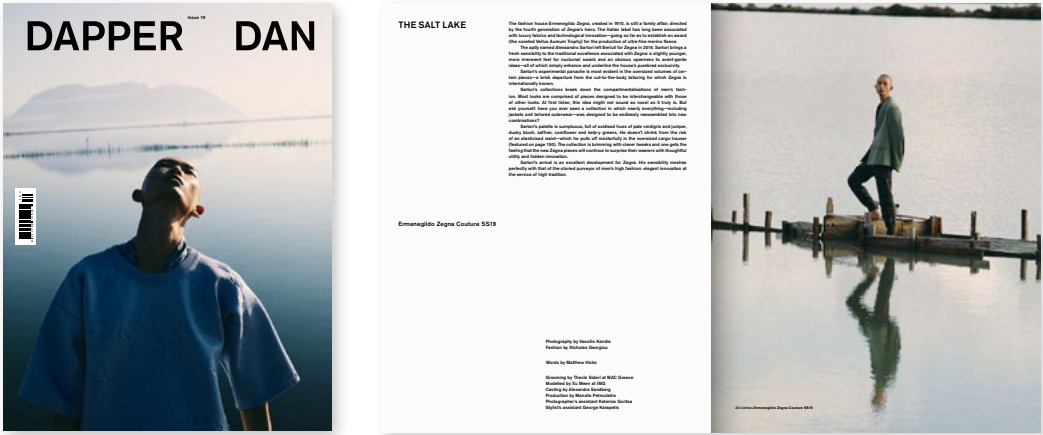 Issue 18
DAPPER DAN
THE SALT LAKE
The fashion house Ermenegildo Zegna, created in 1910, is still a family affair, directed
by the fourth generation of Zegna's heirs. The Italian label has long been associated
with luxury fabrics and technological innovation—going so far as to establish an award
(the coveted Vellus Aureum Trophy) for the production of ultra-fine merino fleece.
The aptly named Alessandro Sartori left Berluti for Zegna in 2016. Sartori brings a
fresh sensibility to the traditional excellence associated with Zegna: a slightly younger,
more irreverent feel for nocturnal swank and an obvious openness to avant-garde
ideas—all of which simply enhance and underline the house's purebred exclusivity.
Sartori's experimental panache is most evident in the oversized volumes of cer-
tain pieces—a brisk departure from the cut-to-the-body tailoring for which Zegna is
internationally known.
Sartori's collections break down the compartmentalisations of men's fash-
ion. Most looks are comprised of pieces designed to be interchangeable with those
of other looks. At first listen, this idea might not sound as novel as it truly is. But
ask yourself: have you ever seen a collection in which nearly everything—including
jackets and tailored outerwear—was designed to be endlessly reassembled into new
combinations?
Sartori's palette is sumptuous, full of oxidised hues of pale verdigris and juniper,
dusky blush, saffron, cornflower and kelp-y greens. He doesn't shrink from the risk
of an elasticised waist—which he pulls off masterfully in the oversized cargo trouser
(featured on page 150). The collection is brimming with clever tweaks and one gets the
feeling that the new Zegna pieces will continue to surprise their wearers with thoughtful
utility and hidden innovation.
Sartori's arrival is an excellent development for Zegna. His sensibility meshes
perfectly with that of the storied purveyor of men's high fashion: elegant innovation at
the service of high tradition.
Ermenegildo Zegna Couture SS19
Photography by Vassilis Karidis
Fashion by Nicholas Georgiou
Words by Matthew Hicks
Grooming by Thecla Sideri at MAC Greece
Modelled by Xu Meen at IMG
Casting by Alexandra Sandberg
Production by Manolis Petroulakis
Photographer's assistant Katerina Goritsa
Stylist's assistant George Karapetis
All clothes Ermenegildo Zegna Couture SS19